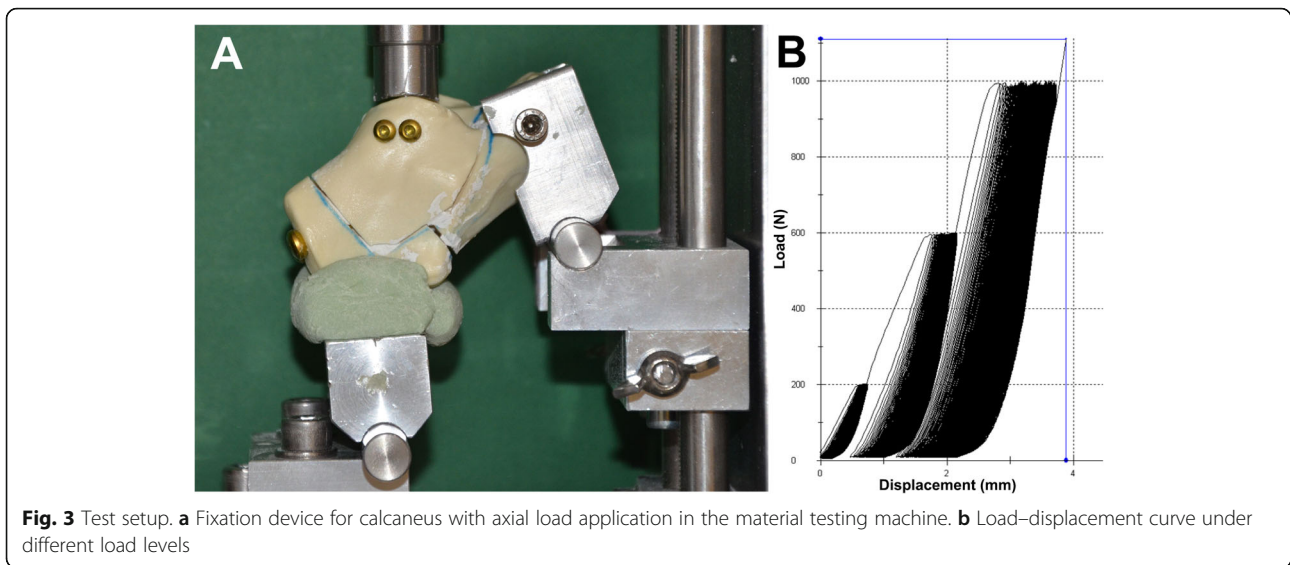 A
B
Load (N)
1000
800
600
400
200
0
0
2
4
Displacement (mm)
Fig. 3 Test setup. a Fixation device for calcaneus with axial load application in the material testing machine. b Load–displacement curve under
different load levels